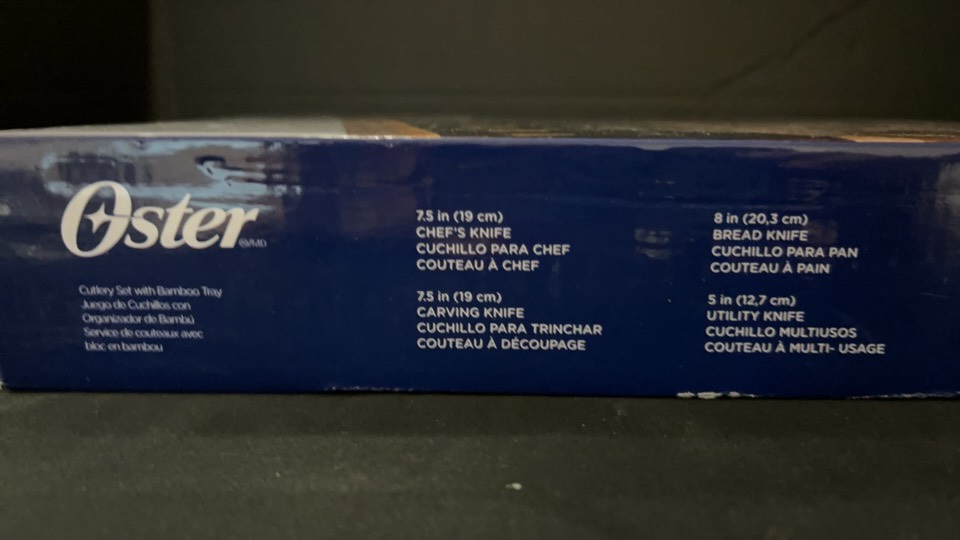 Oster
®/MD
Cutlery Set with Bamboo Tray
Juego de Cuchillos con
Organizador de Bambú
Service de couteaux avec
bloc en bambou
7.5 in (19 cm)
CHEF'S KNIFE
CUCHILLO PARA CHEF
COUTEAU À CHEF
7.5 in (19 cm)
CARVING KNIFE
CUCHILLO PARA TRINCHAR
COUTEAU À DÉCOUPAGE
8 in (20,3 cm)
BREAD KNIFE
CUCHILLO PARA PAN
COUTEAU À PAIN
5 in (12,7 cm)
UTILITY KNIFE
CUCHILLO MULTIUSOS
COUTEAU À MULTI- USAGE